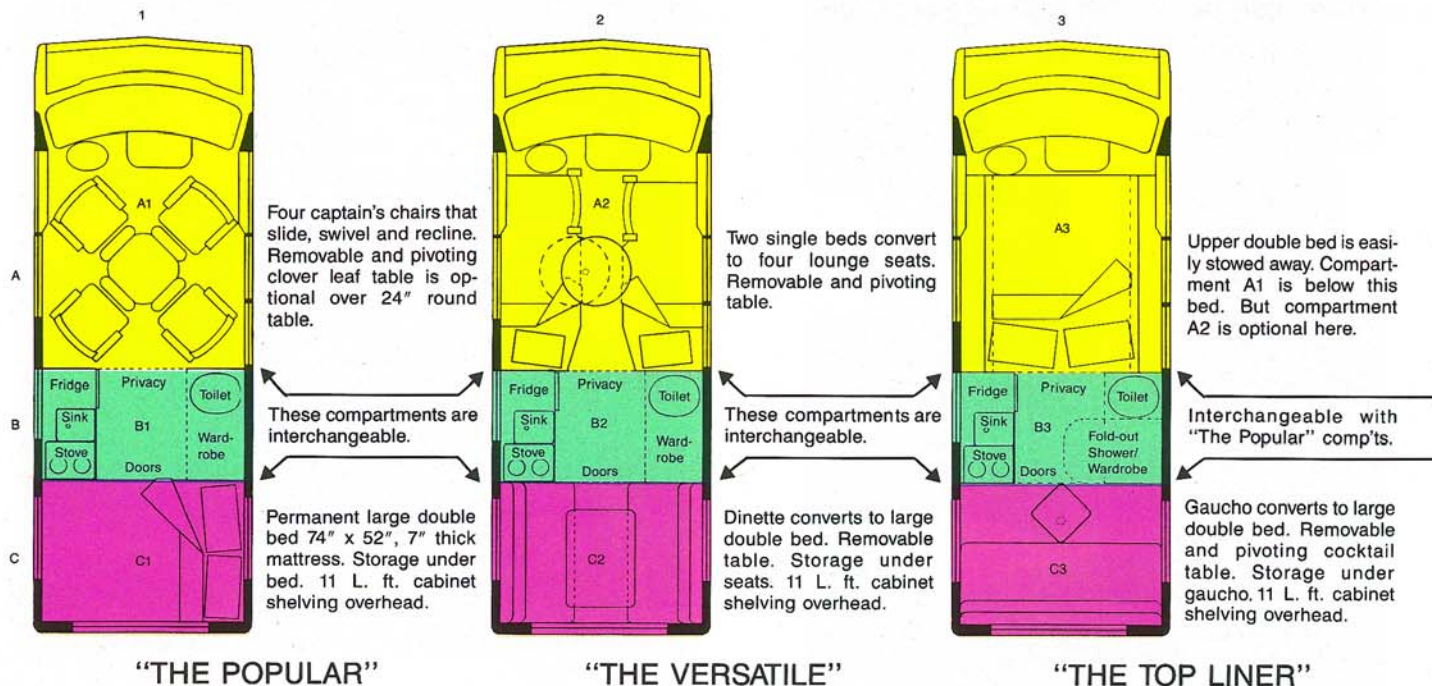 1
2
3
A
B
C
A1
Fridge
Privacy
Toilet
Sink
B1
Stove
Ward-
robe
Doors
C1
Four captain's chairs that
slide, swivel and recline.
Removable and pivoting
clover leaf table is op-
tional over 24" round
table.
These compartments are
interchangeable.
Permanent large double
bed 74" x 52", 7" thick
mattress. Storage under
bed. 11 L. ft. cabinet
shelving overhead.
"THE POPULAR"
A2
Fridge
Privacy
Toilet
Sink
B2
Stove
Ward-
robe
Doors
C2
Two single beds convert
to four lounge seats.
Removable and pivoting
table.
These compartments are
interchangeable.
Dinette converts to large
double bed. Removable
table. Storage under
seats. 11 L. ft. cabinet
shelving overhead.
"THE VERSATILE"
A3
Fridge
Privacy
Toilet
Sink
B3
Stove
Fold-out
Shower/
Wardrobe
Doors
C3
Upper double bed is easi-
ly stowed away. Compart-
ment A1 is below this
bed. But compartment
A2 is optional here.
Interchangeable with
"The Popular" comp'ts.
Gaucho converts to large
double bed. Removable
and pivoting cocktail
table. Storage under
gaucho. 11 L. ft. cabinet
shelving overhead.
"THE TOP LINER"